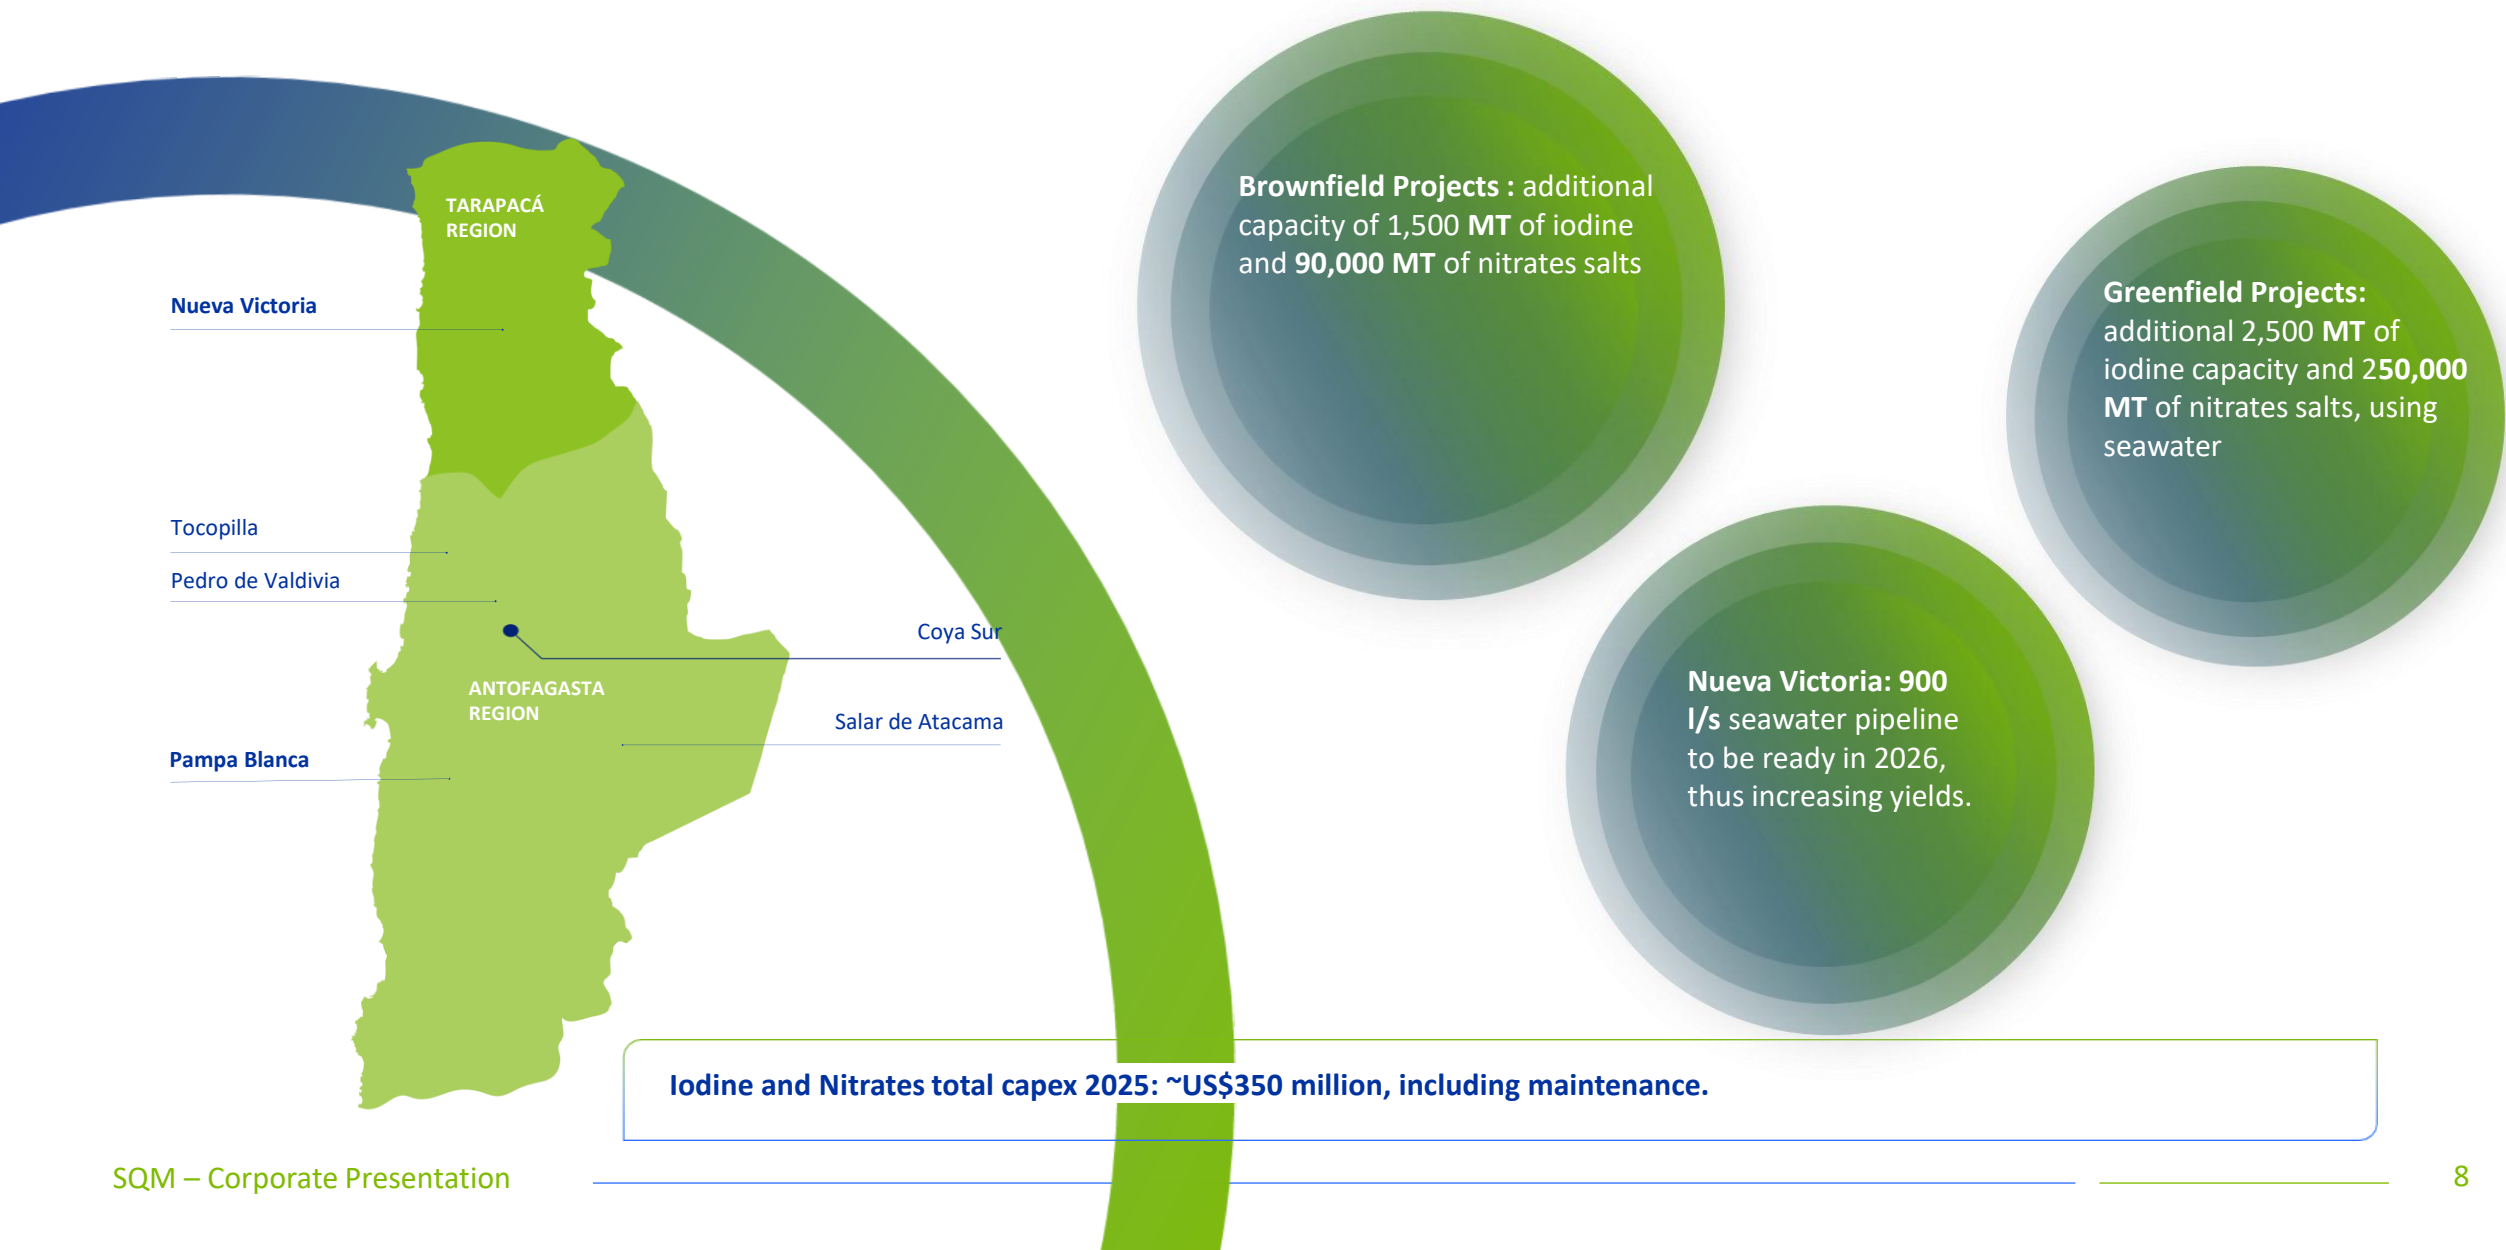 TARAPACÁ
REGION
Nueva Victoria
Tocopilla
Pedro de Valdivia
Coya Sur
ANTOFAGASTA
REGION
Salar de Atacama
Pampa Blanca
Brownfield Projects : additional
capacity of 1,500 MT of iodine
and 90,000 MT of nitrates salts
Greenfield Projects:
additional 2,500 MT of
iodine capacity and 250,000
MT of nitrates salts, using
seawater
Nueva Victoria: 900
l/s seawater pipeline
to be ready in 2026,
thus increasing yields.
Iodine and Nitrates total capex 2025: ~US$350 million, including maintenance.
SQM – Corporate Presentation
8